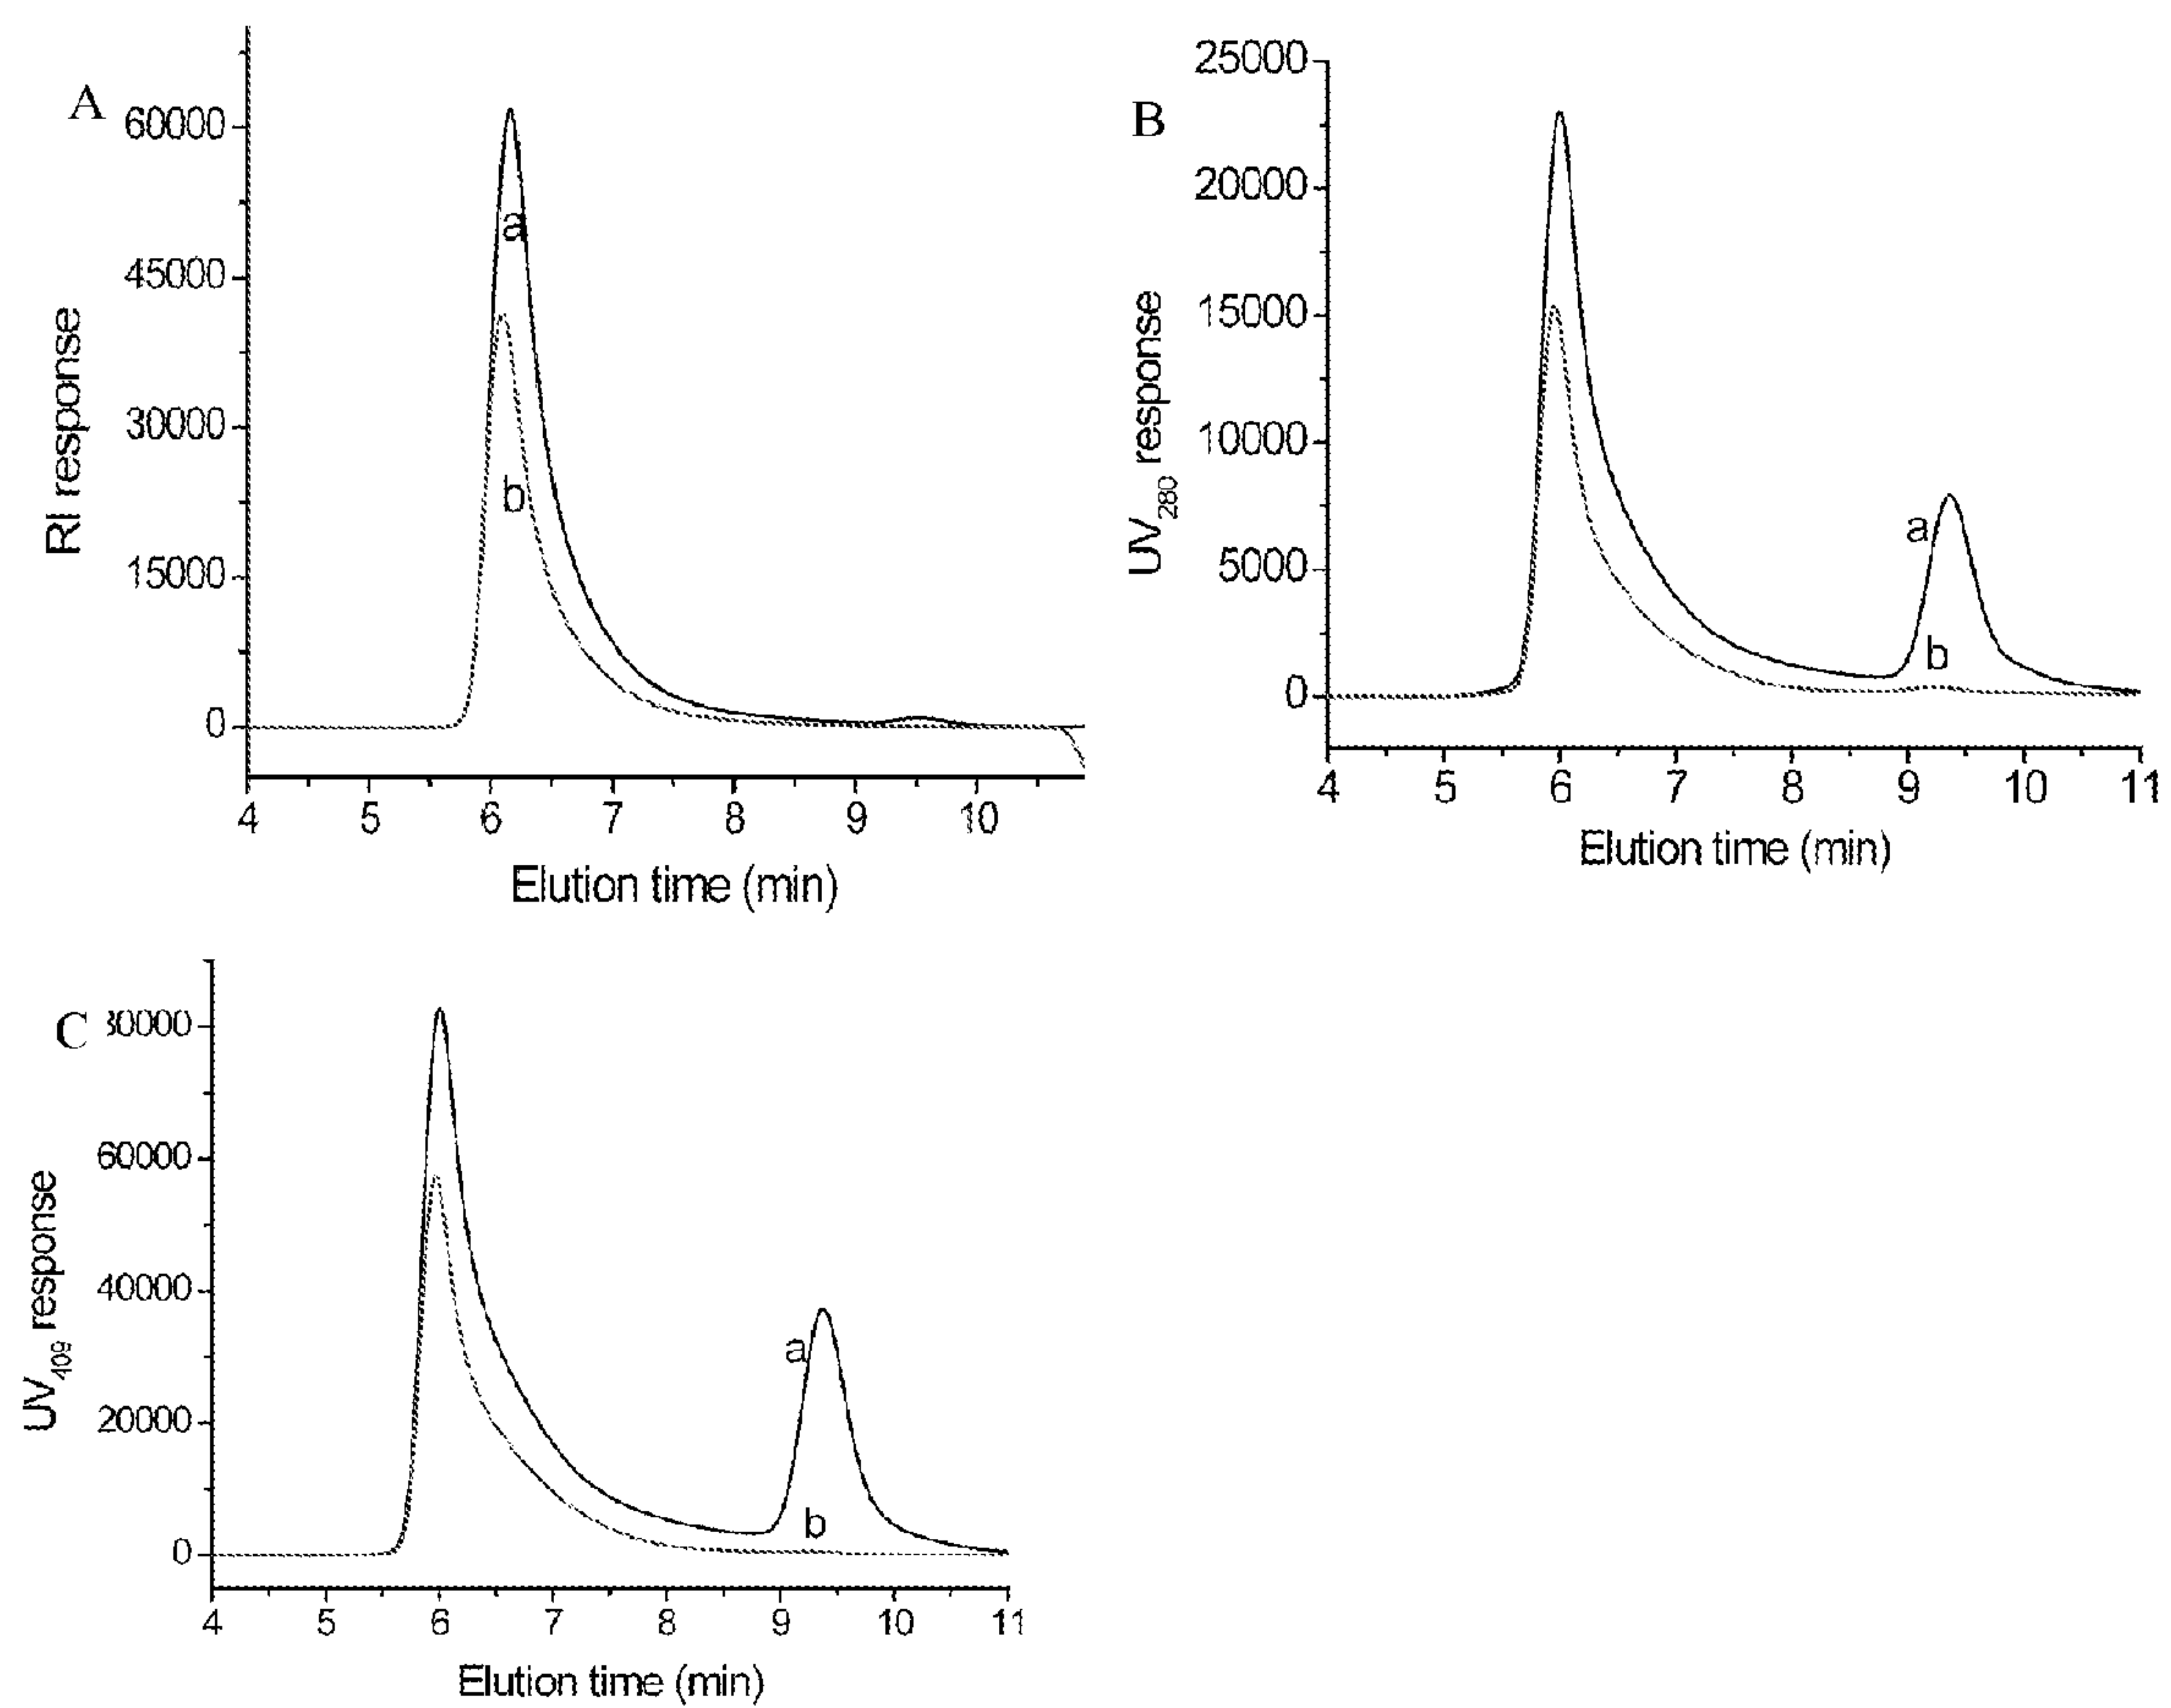 A
60000
45000
30000
15000
0
RI response
a
b
4 5 6 7 8 9 10
Elution time (min)
B
25000
20000
15000
10000
5000
0
UV280 response
a
b
4 5 6 7 8 9 10 11
Elution time (min)
C
80000
60000
40000
20000
0
UV409 response
a
b
4 5 6 7 8 9 10 11
Elution time (min)